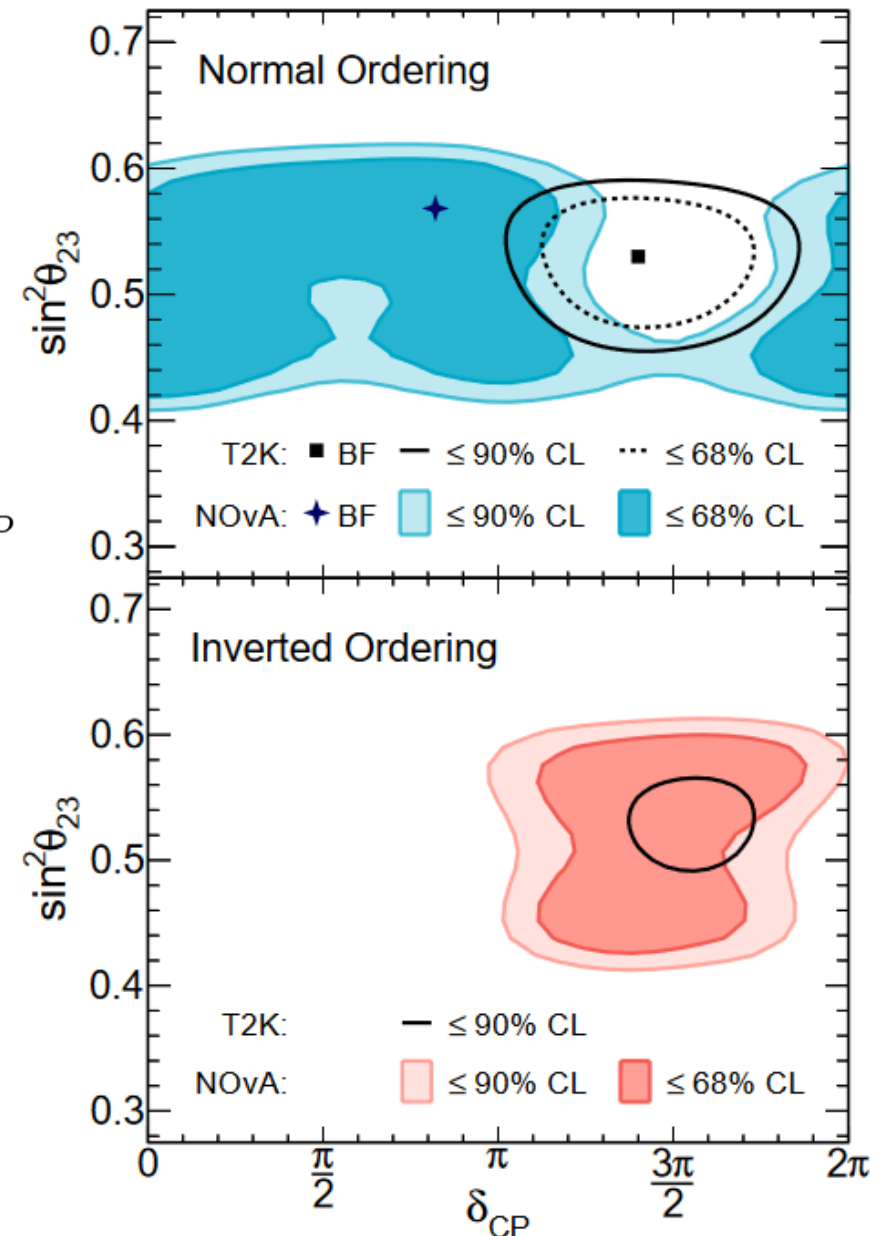 0.7
Normal Ordering
0.6
sin²θ₂₃
0.5
0.4
T2K: BF ≤ 90% CL ≤ 68% CL
NOvA: BF ≤ 90% CL ≤ 68% CL
0.3
0.7
Inverted Ordering
0.6
sin²θ₂₃
0.5
0.4
T2K: ≤ 90% CL
NOvA: ≤ 90% CL ≤ 68% CL
0.3
0 π/2 π 3π/2 2π
δCP